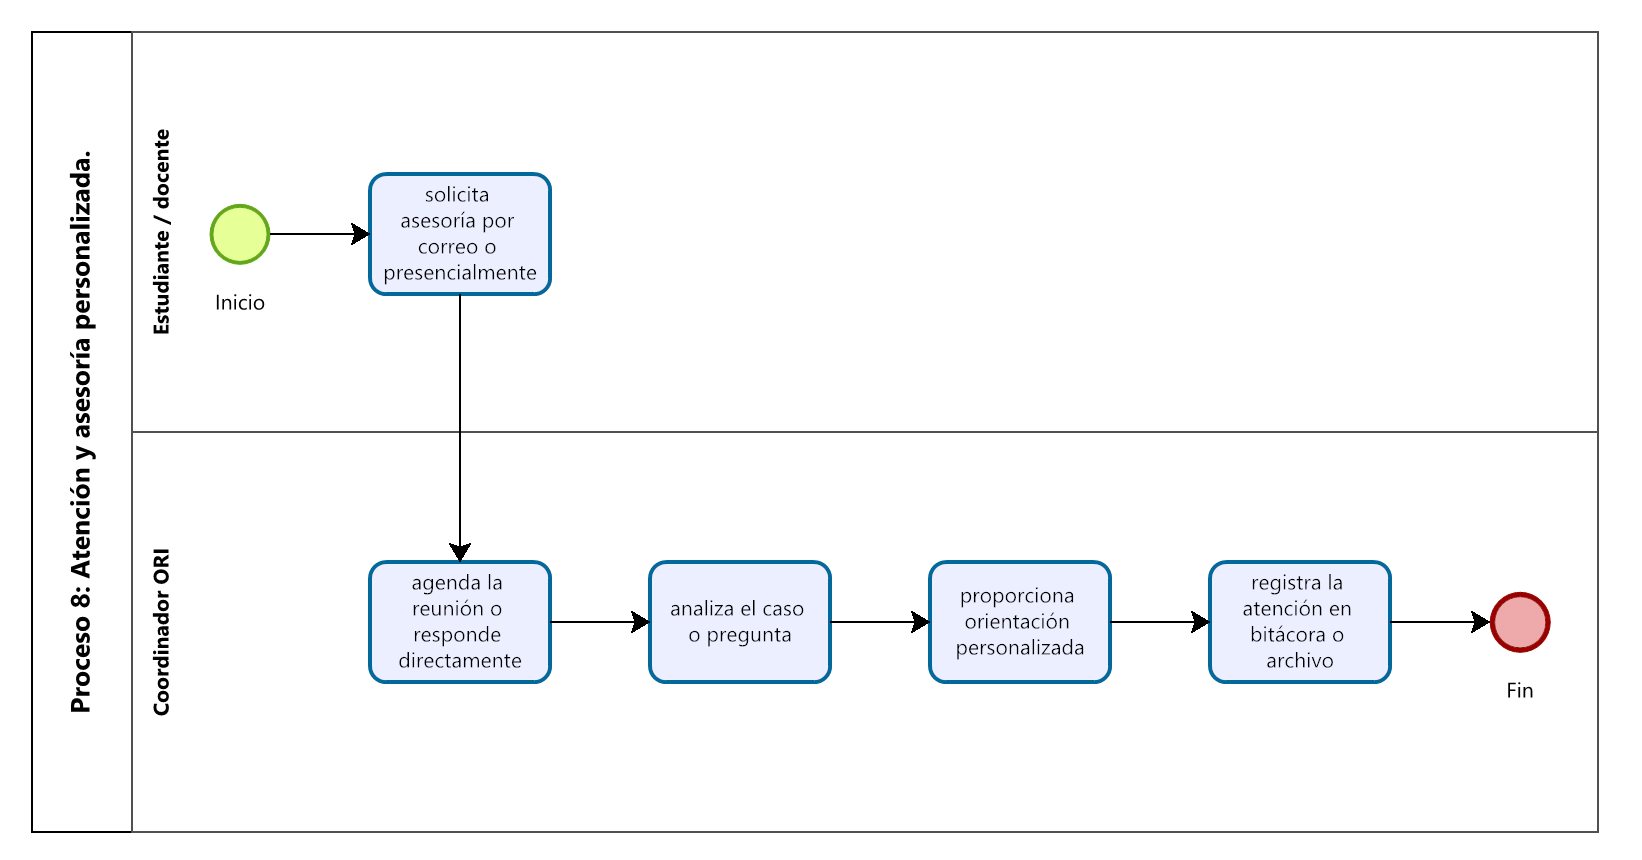 Proceso 8: Atención y asesoría personalizada.
Estudiante / docente
Inicio
solicita
asesoría por
correo o
presencialmente
Coordinador ORI
agenda la
reunión o
responde
directamente
analiza el caso
o pregunta
proporciona
orientación
personalizada
registra la
atención en
bitácora o
archivo
Fin